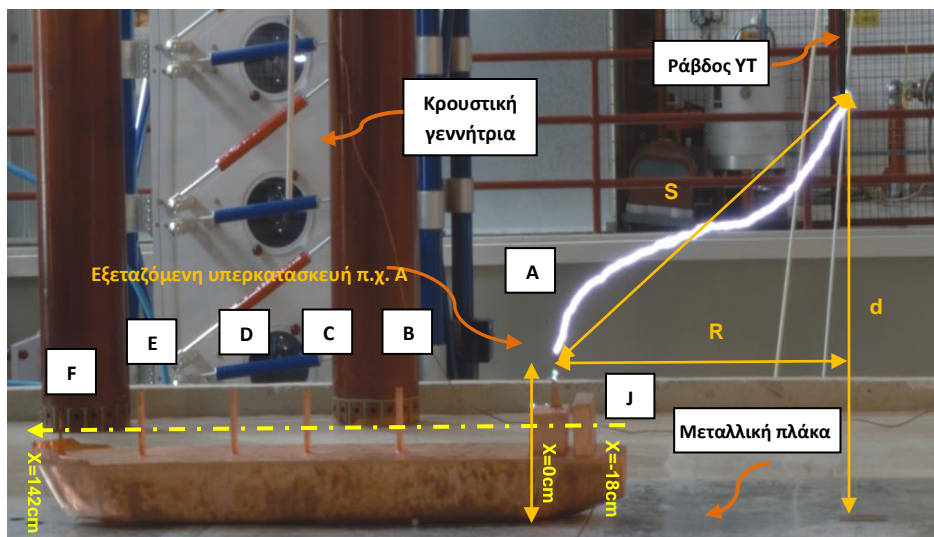 Ράβδος ΥΤ
Κρουστική
γεννήτρια
S
Εξεταζόμενη υπερκατασκευή π.χ. Α
A
d
R
E
D
C
B
F
J
Μεταλλική πλάκα
X=142cm
X=0cm
X=-18cm